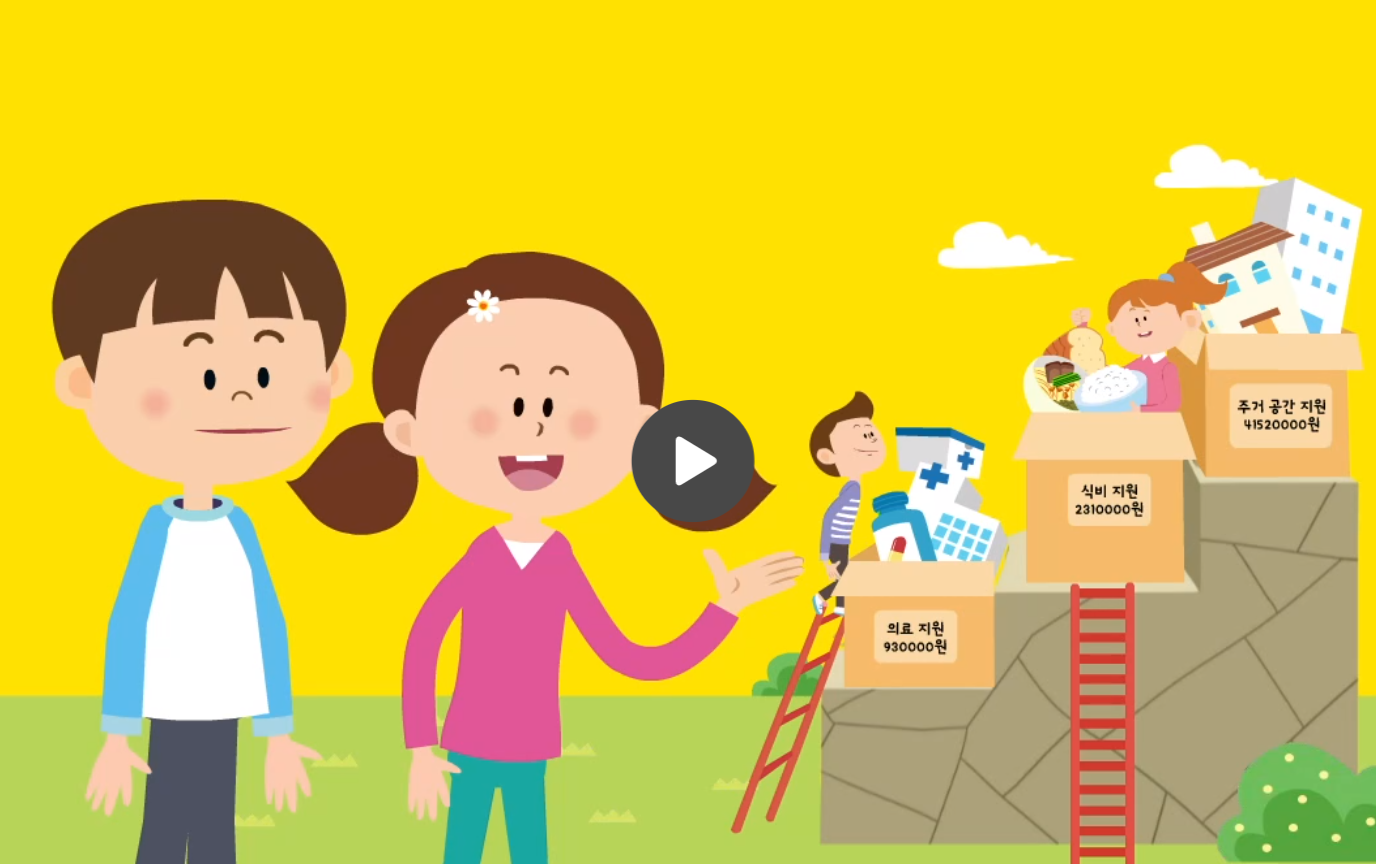 의료 지원
930000원
식비 지원
2310000원
주거 공간 지원
41520000원